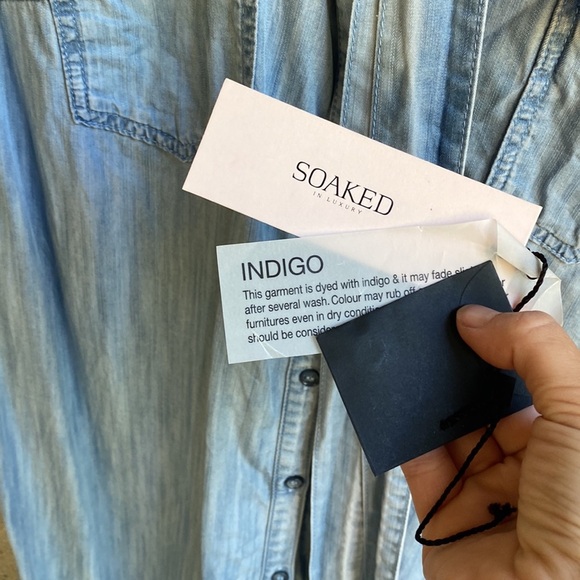 SOAKED
IN LUXURY
INDIGO
This garment is dyed with indigo & it may fade
after several wash. Colour may rub off
furnitures even in dry
should be